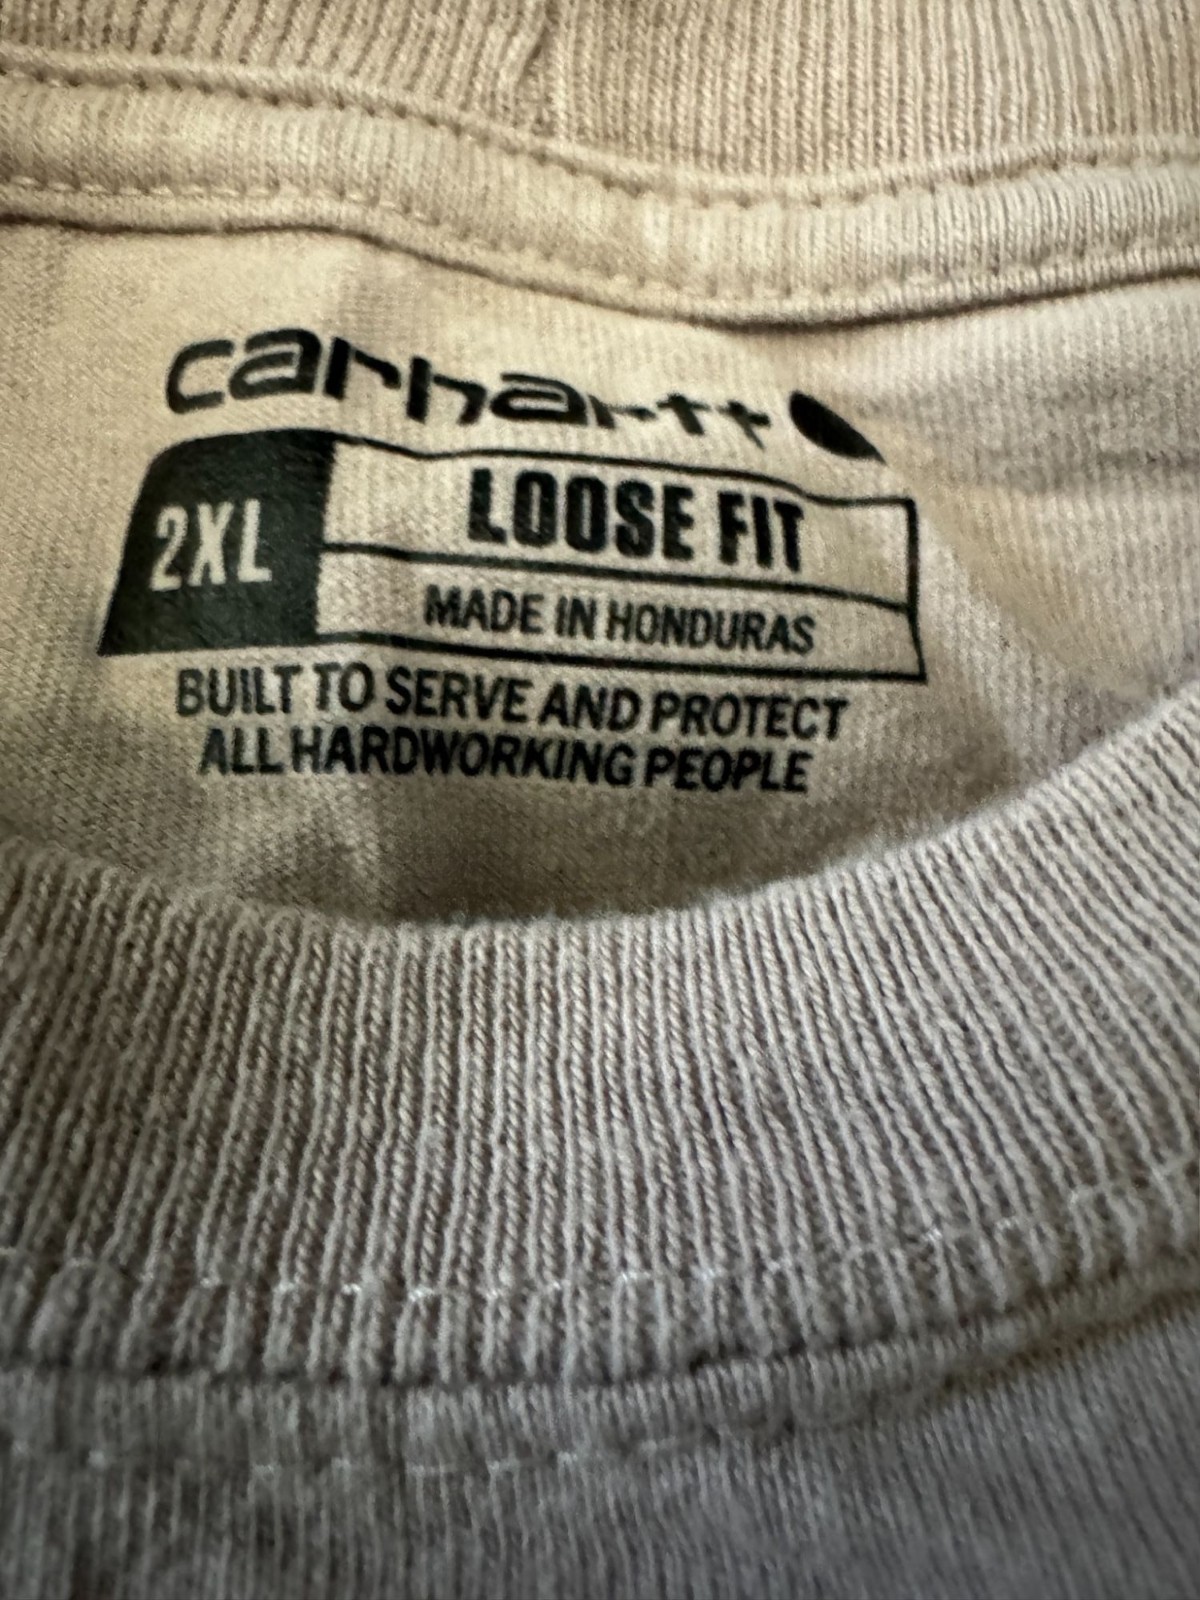 carhartt
2XL
LOOSE FIT
MADE IN HONDURAS
BUILT TO SERVE AND PROTECT
ALL HARDWORKING PEOPLE